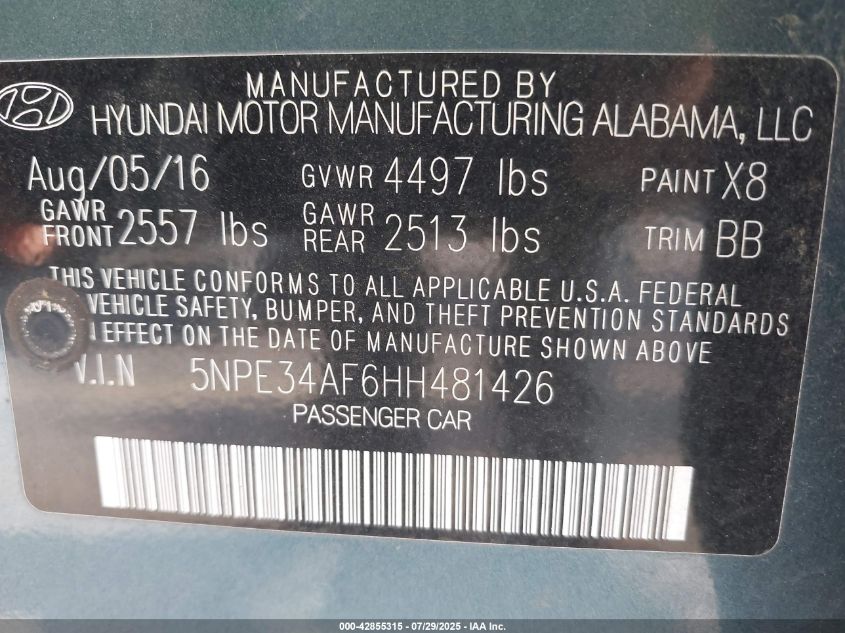 MANUFACTURED BY
HYUNDAI MOTOR MANUFACTURING ALABAMA, LLC
Aug/05/16 GVWR 4497 lbs PAINT X8
GAWR FRONT 2557 lbs GAWR REAR 2513 lbs TRIM BB
THIS VEHICLE CONFORMS TO ALL APPLICABLE U.S.A. FEDERAL
VEHICLE SAFETY, BUMPER, AND THEFT PREVENTION STANDARDS
EFFECT ON THE DATE OF MANUFACTURE SHOWN ABOVE
V.I.N 5NPE34AF6HH481426
PASSENGER CAR
000-42855315 - 07/29/2025 - IAA Inc.